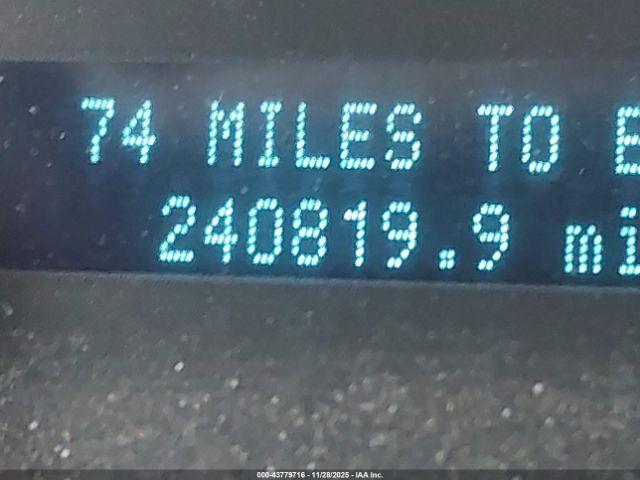 74 MILES TO E
240819.9 mi
000-43779716 - 11/28/2025 - IAA Inc.